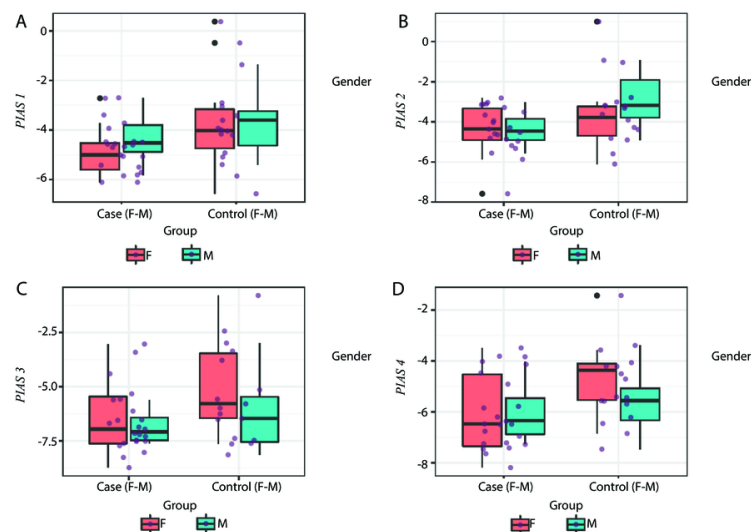 A
PIAS 1
0
-2
-4
-6
Case (F-M)
Control (F-M)
Group
F
M
Gender
B
PIAS 2
0
-2
-4
-6
-8
Case (F-M)
Control (F-M)
Group
F
M
Gender
C
PIAS 3
-2.5
-5.0
-7.5
Case (F-M)
Control (F-M)
Group
F
M
Gender
D
PIAS 4
-2
-4
-6
-8
Case (F-M)
Control (F-M)
Group
F
M
Gender